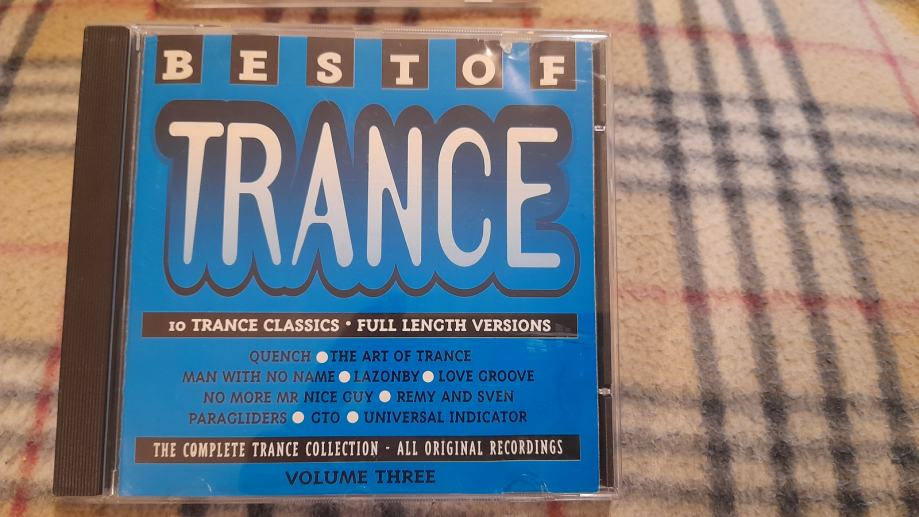 BEST OF
TRANCE
10 TRANCE CLASSICS • FULL LENGTH VERSIONS
QUENCH ● THE ART OF TRANCE
MAN WITH NO NAME ● LAZONBY ● LOVE GROOVE
NO MORE MR NICE GUY ● REMY AND SVEN
PARAGLIDERS ● GTO ● UNIVERSAL INDICATOR
THE COMPLETE TRANCE COLLECTION - ALL ORIGINAL RECORDINGS
VOLUME THREE